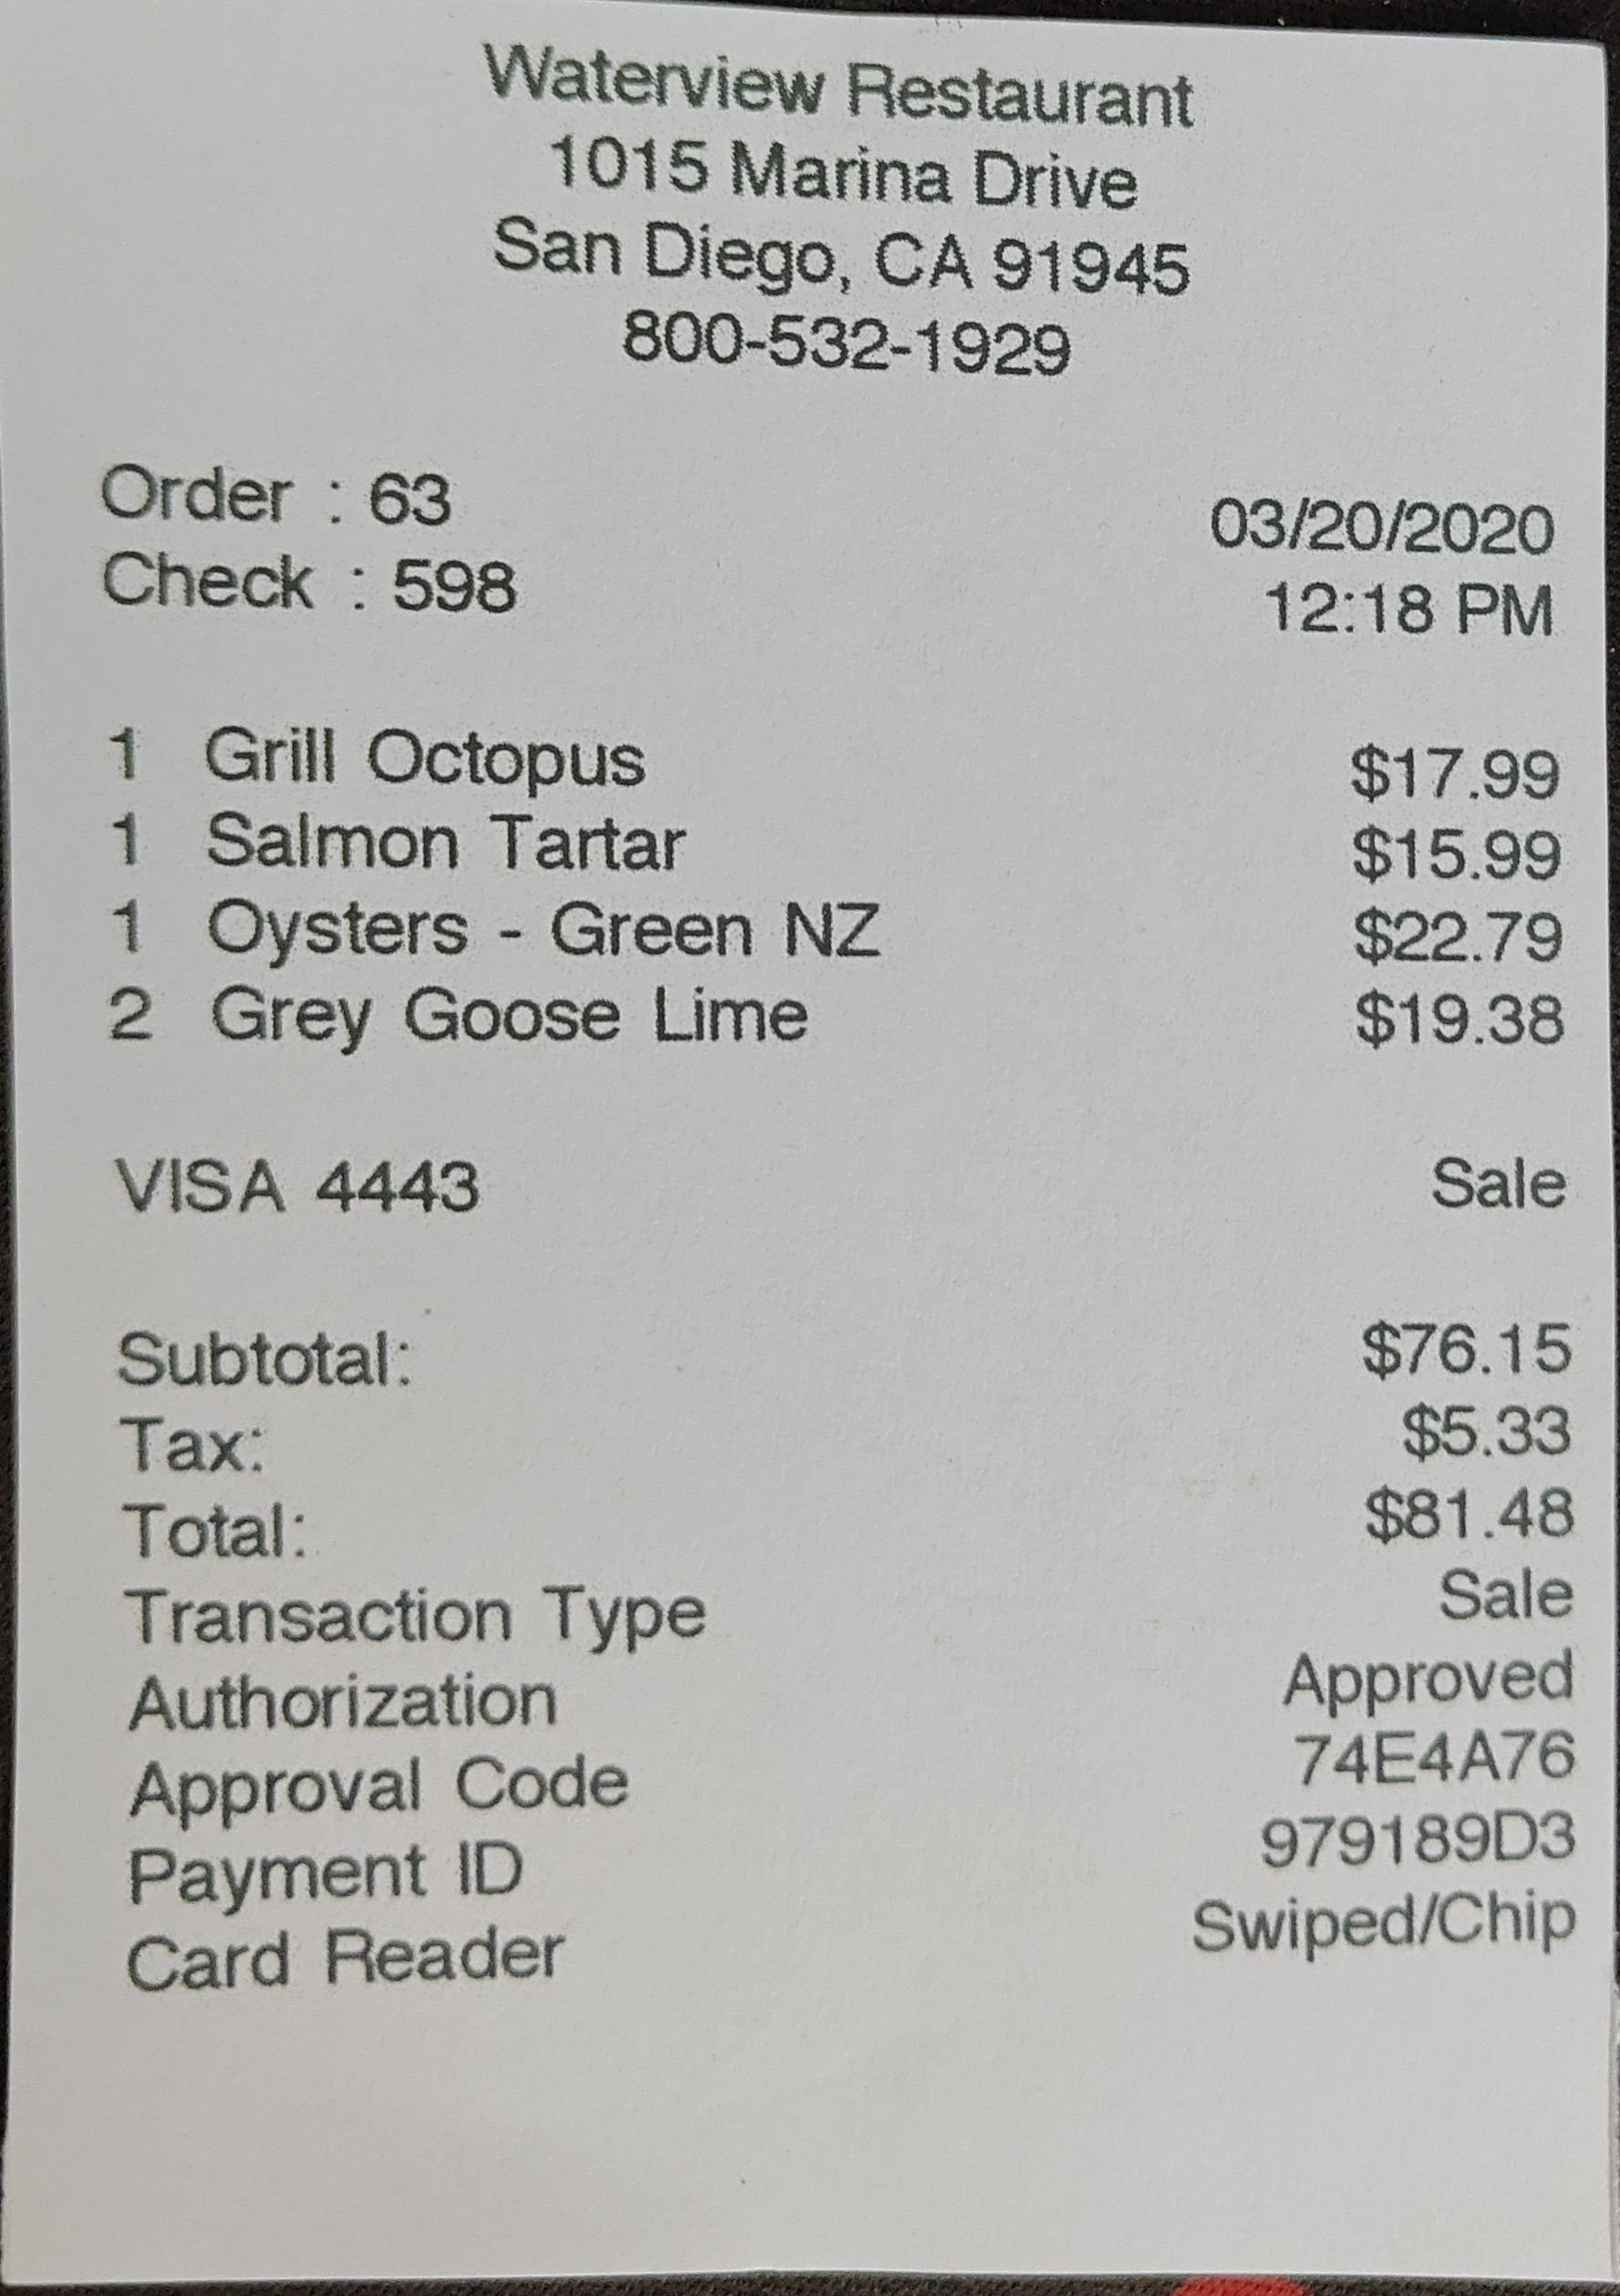 Waterview Restaurant
1015 Marina Drive
San Diego, CA 91945
800-532-1929
Order : 63
03/20/2020
Check : 598
12:18 PM
1 Grill Octopus $17.99
1 Salmon Tartar $15.99
1 Oysters - Green NZ $22.79
2 Grey Goose Lime $19.38
VISA 4443 Sale
Subtotal: $76.15
Tax: $5.33
Total: $81.48
Transaction Type Sale
Authorization Approved
Approval Code 74E4A76
Payment ID 979189D3
Card Reader Swiped/Chip